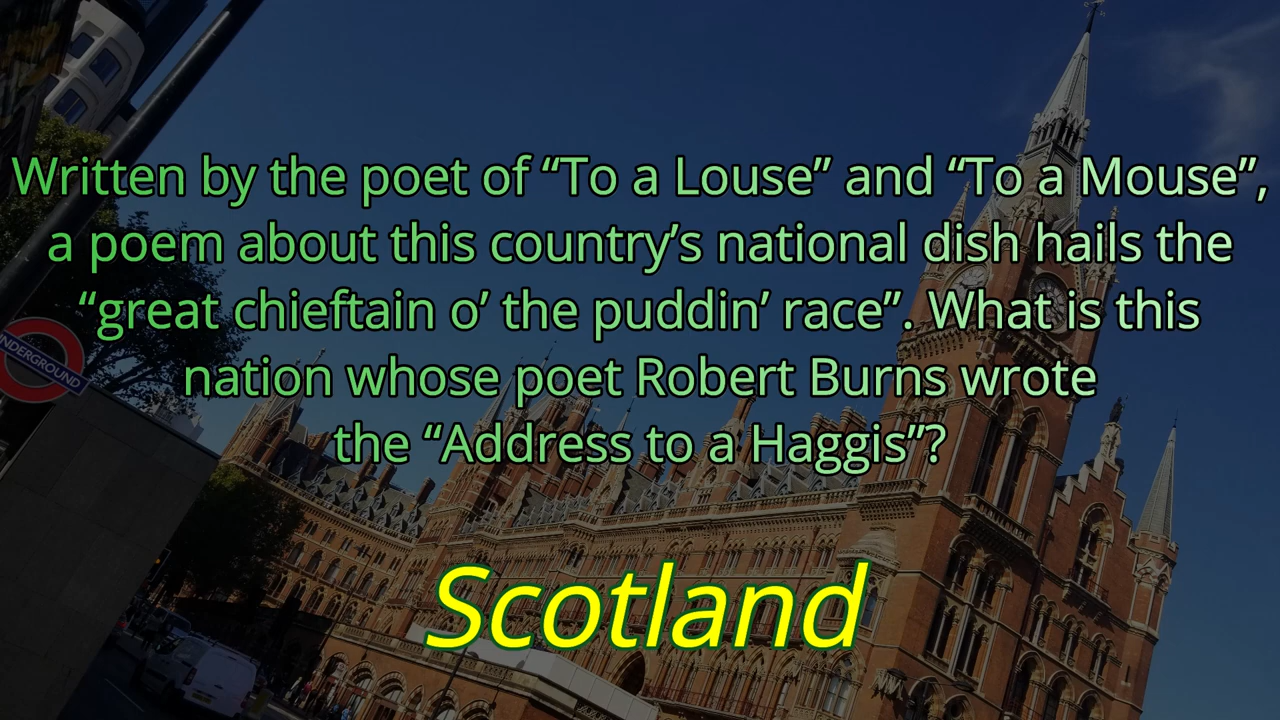 Written by the poet of “To a Louse” and “To a Mouse”,
a poem about this country’s national dish hails the
“great chieftain o’ the puddin’ race”. What is this
nation whose poet Robert Burns wrote
the “Address to a Haggis”?
Scotland
UNDERGROUND